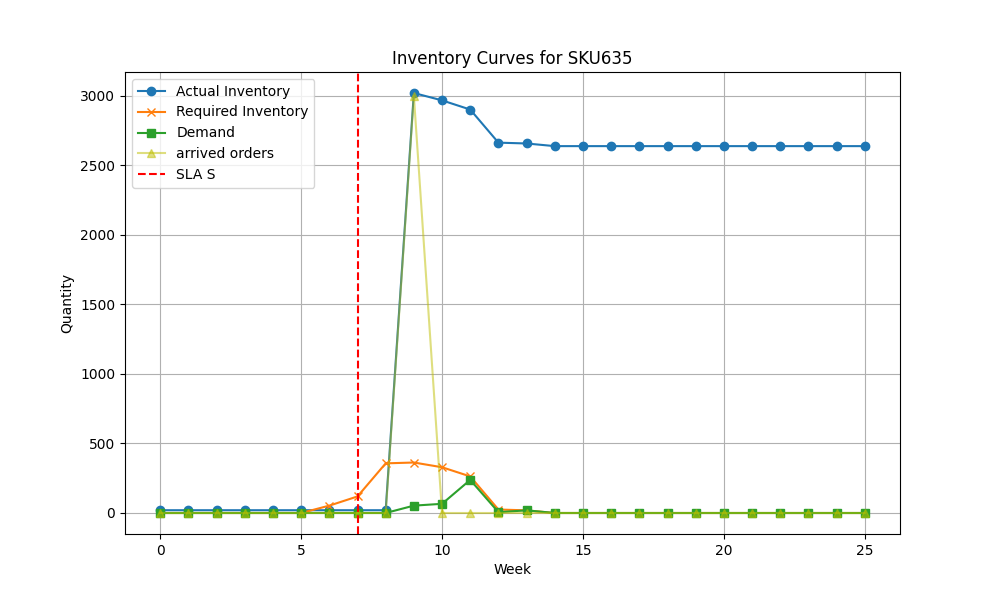 Inventory Curves for SKU635
Actual Inventory
Required Inventory
Demand
arrived orders
SLA S
Quantity
3000
2500
2000
1500
1000
500
0
0 5 10 15 20 25
Week